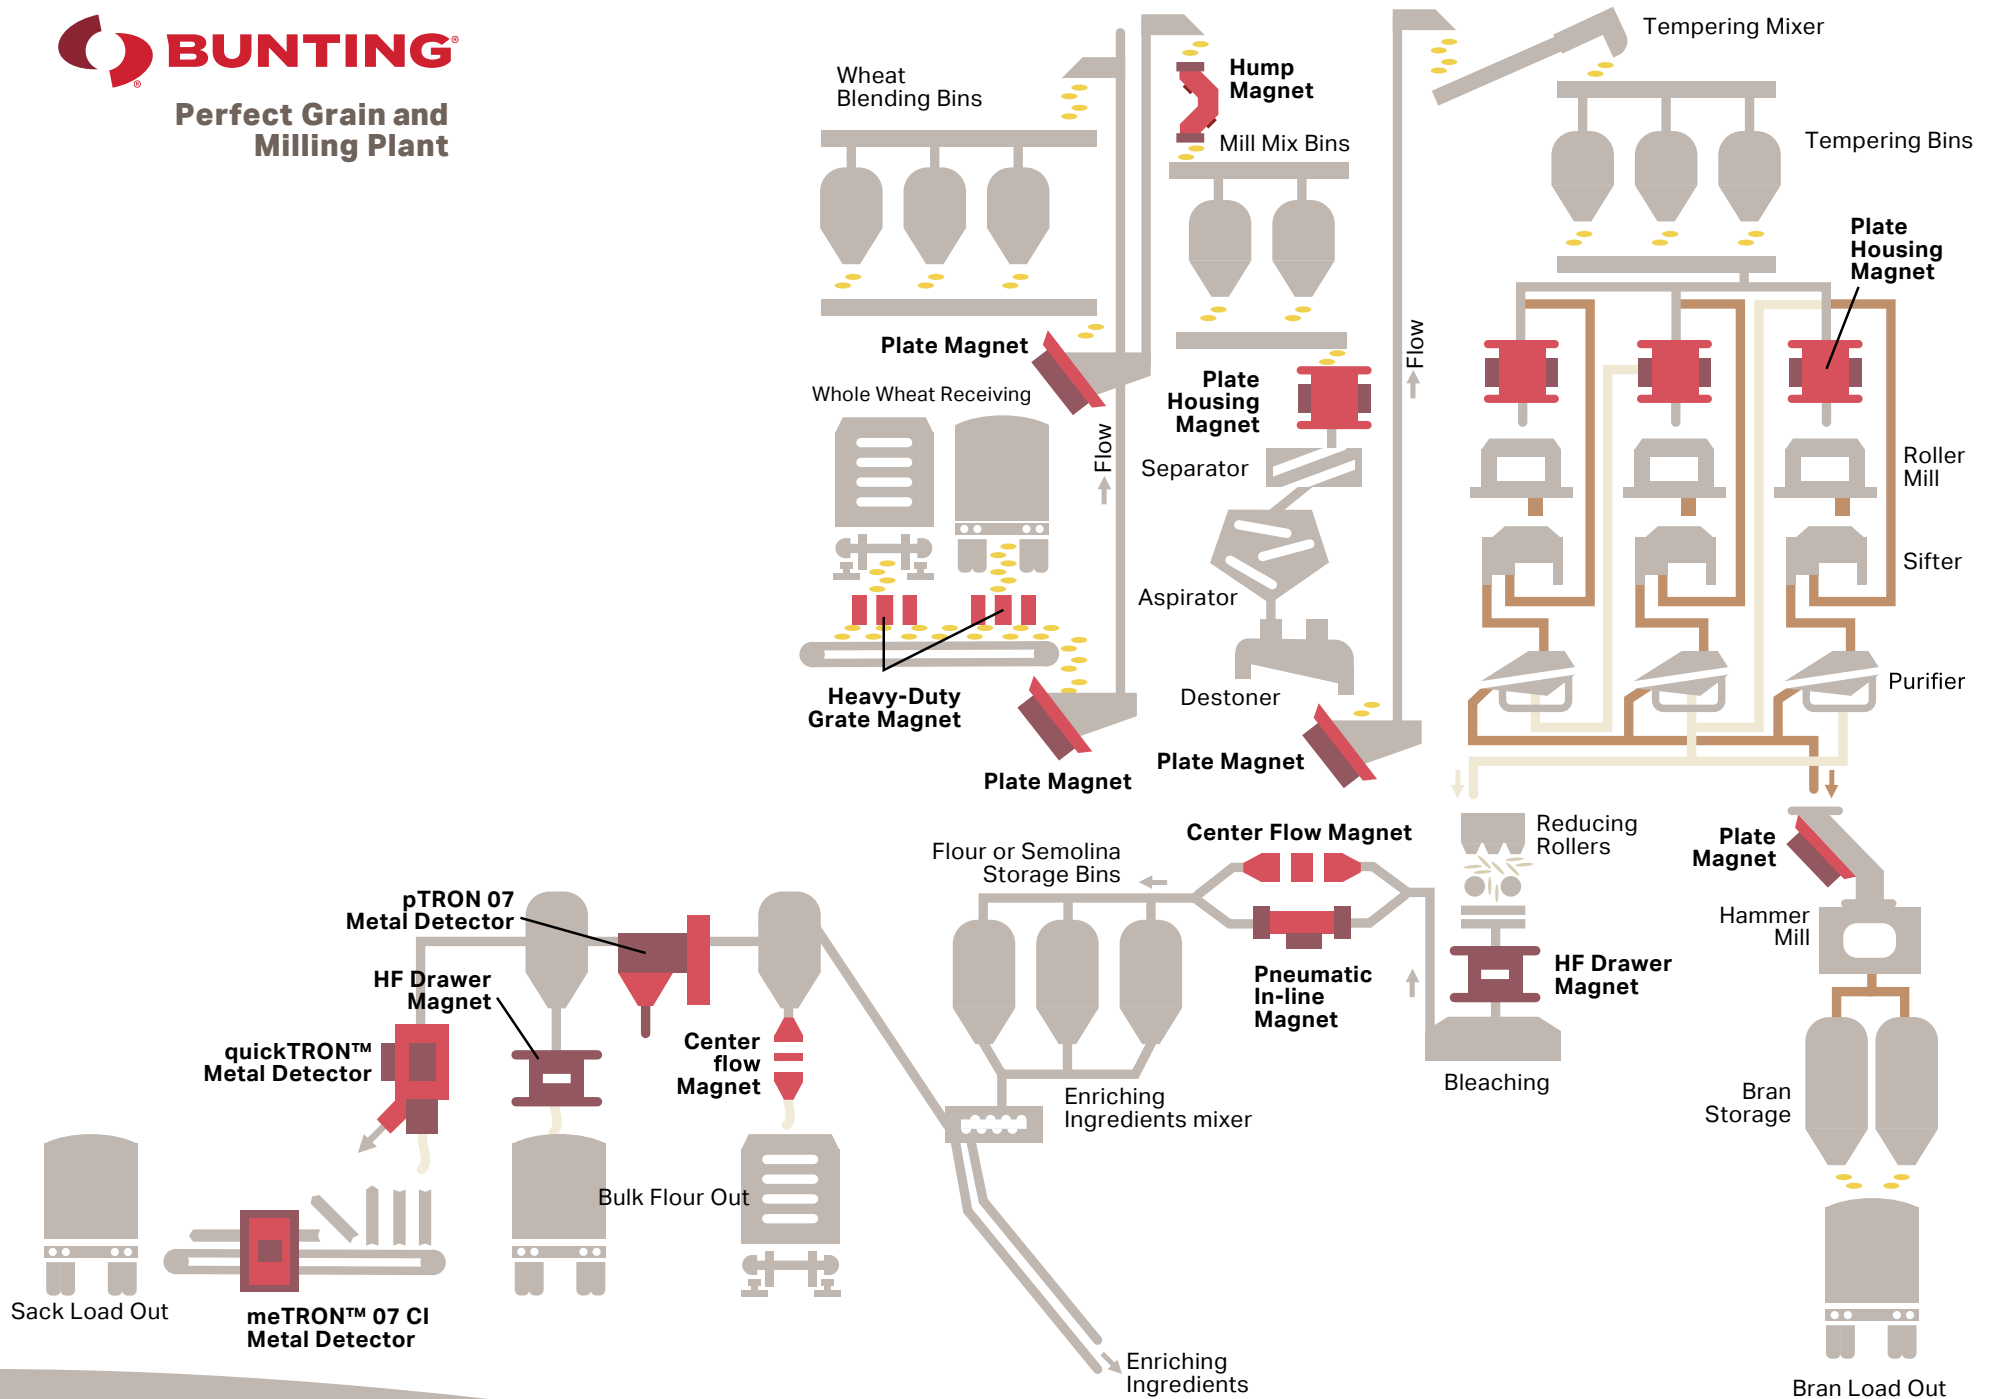 BUNTING®
®
Perfect Grain and
Milling Plant
Wheat
Blending Bins
Hump
Magnet
Mill Mix Bins
Tempering Mixer
Tempering Bins
Plate
Housing
Magnet
Plate Magnet
Whole Wheat Receiving
Flow
Plate
Housing
Magnet
Flow
Separator
Roller
Mill
Aspirator
Sifter
Destoner
Purifier
Heavy-Duty
Grate Magnet
Plate Magnet
Plate Magnet
Center Flow Magnet
Reducing
Rollers
Plate
Magnet
Flour or Semolina
Storage Bins
pTRON 07
Metal Detector
HF Drawer
Magnet
quickTRON™
Metal Detector
Center
flow
Magnet
Pneumatic
In-line
Magnet
HF Drawer
Magnet
Hammer
Mill
Bleaching
Enriching
Ingredients mixer
Bran
Storage
Bulk Flour Out
Sack Load Out
meTRON™ 07 CI
Metal Detector
Enriching
Ingredients
Bran Load Out